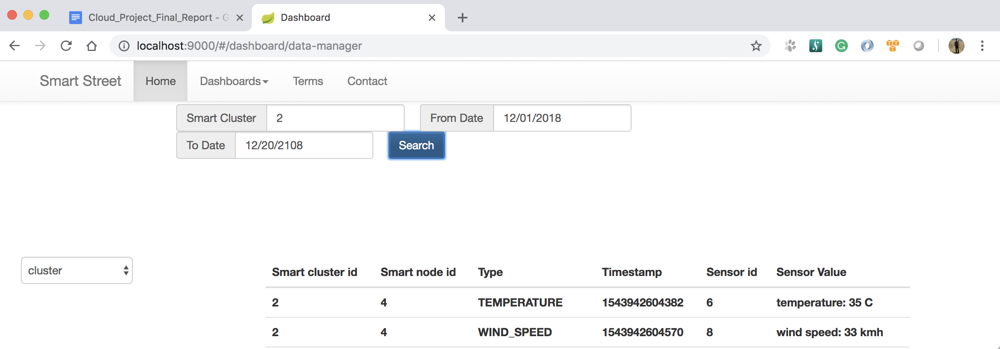 Cloud_Project_Final_Report - G
Dashboard
localhost:9000/#/dashboard/data-manager
Smart Street Home Dashboards Terms Contact
Smart Cluster 2 From Date 12/01/2018
To Date 12/20/2108 Search
cluster
Smart cluster id Smart node id Type Timestamp Sensor id Sensor Value
2 4 TEMPERATURE 1543942604382 6 temperature: 35 C
2 4 WIND_SPEED 1543942604570 8 wind speed: 33 kmh